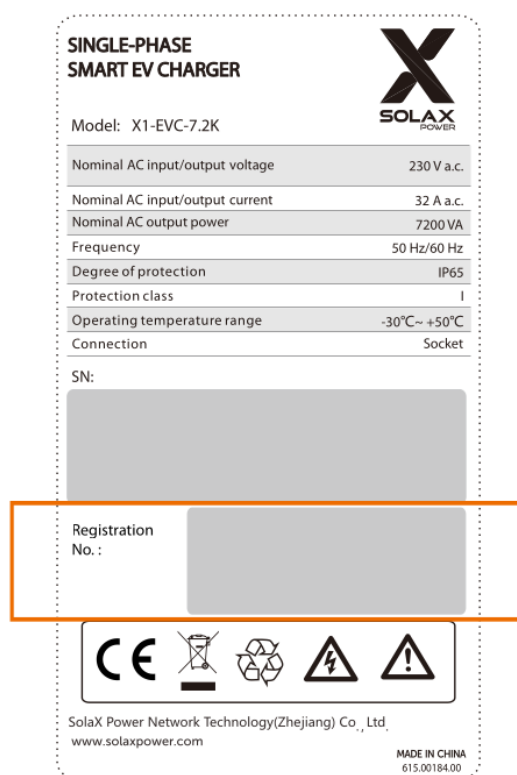 SINGLE-PHASE
SMART EV CHARGER
SOLAX
POWER
Model: X1-EVC-7.2K
Nominal AC input/output voltage 230 V a.c.
Nominal AC input/output current 32 A a.c.
Nominal AC output power 7200 VA
Frequency 50 Hz/60 Hz
Degree of protection IP65
Protection class I
Operating temperature range -30℃~ +50℃
Connection Socket
SN:
Registration
No. :
CE
SolaX Power Network Technology(Zhejiang) Co., Ltd.
www.solaxpower.com
MADE IN CHINA
615.00184.00